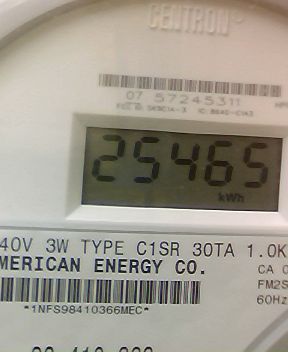 CENTRON®
07 57245311
25465
kWh
40V 3W TYPE C1SR 30TA 1.0K
MERICAN ENERGY CO.
CA 0
FM2S
60Hz
*1NFS98410366MEC*